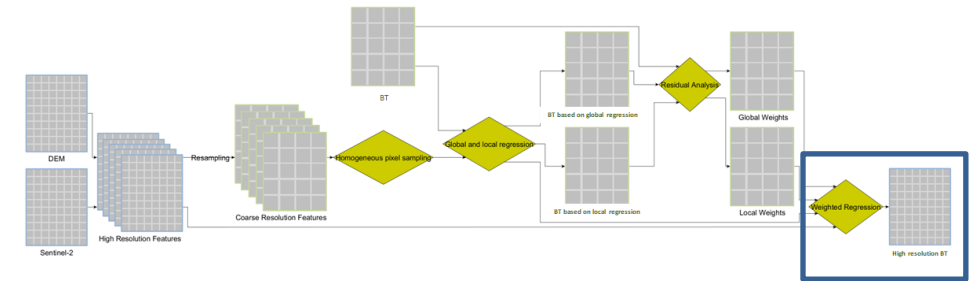 BT
DEM
Sentinel-2
High Resolution Features
Resampling
Coarse Resolution Features
Homogeneous pixel sampling
Global and local regression
BT based on global regression
BT based on local regression
Residual Analysis
Global Weights
Local Weights
Weighted Regression
High resolution BT